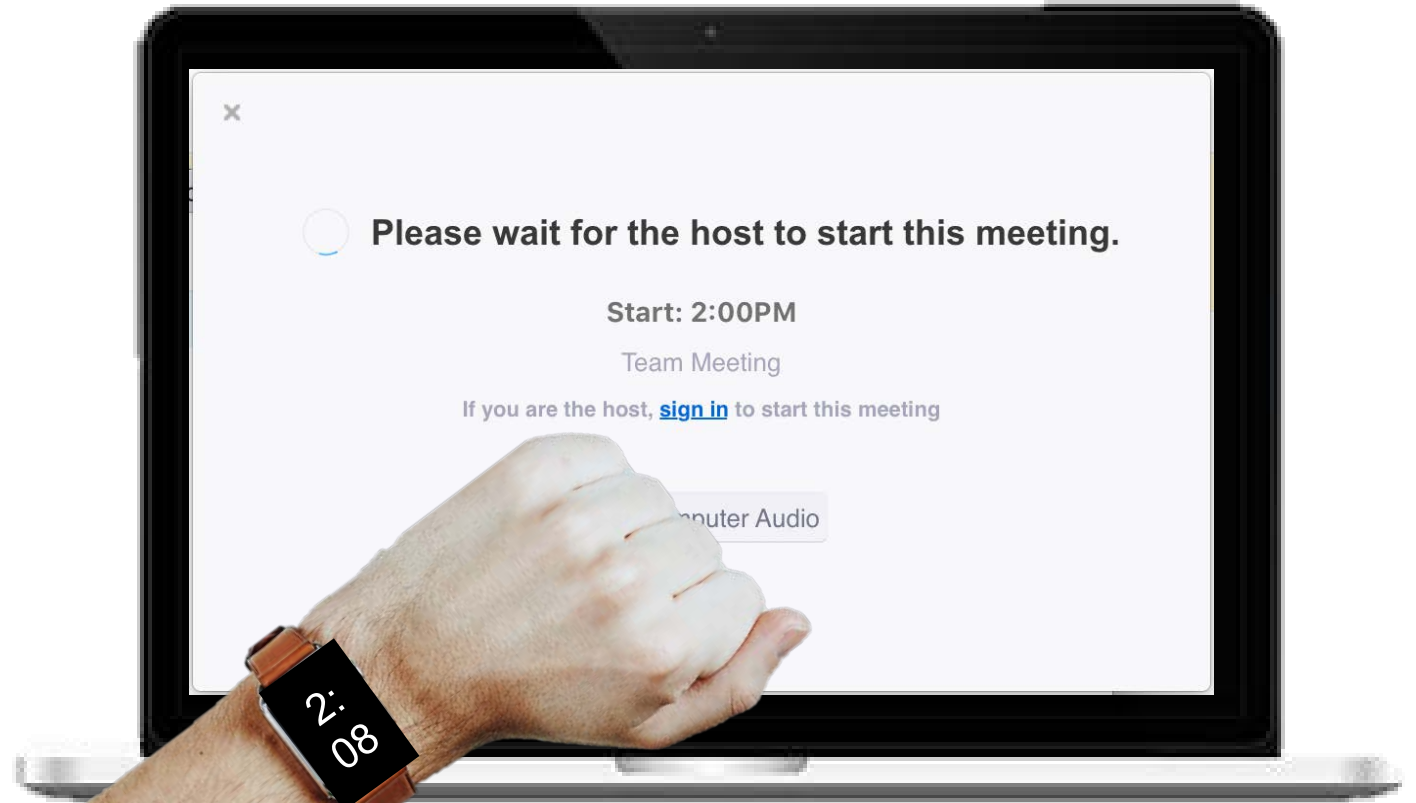 Please wait for the host to start this meeting.
Start: 2:00PM
Team Meeting
If you are the host, sign in to start this meeting
Audio
2:
08